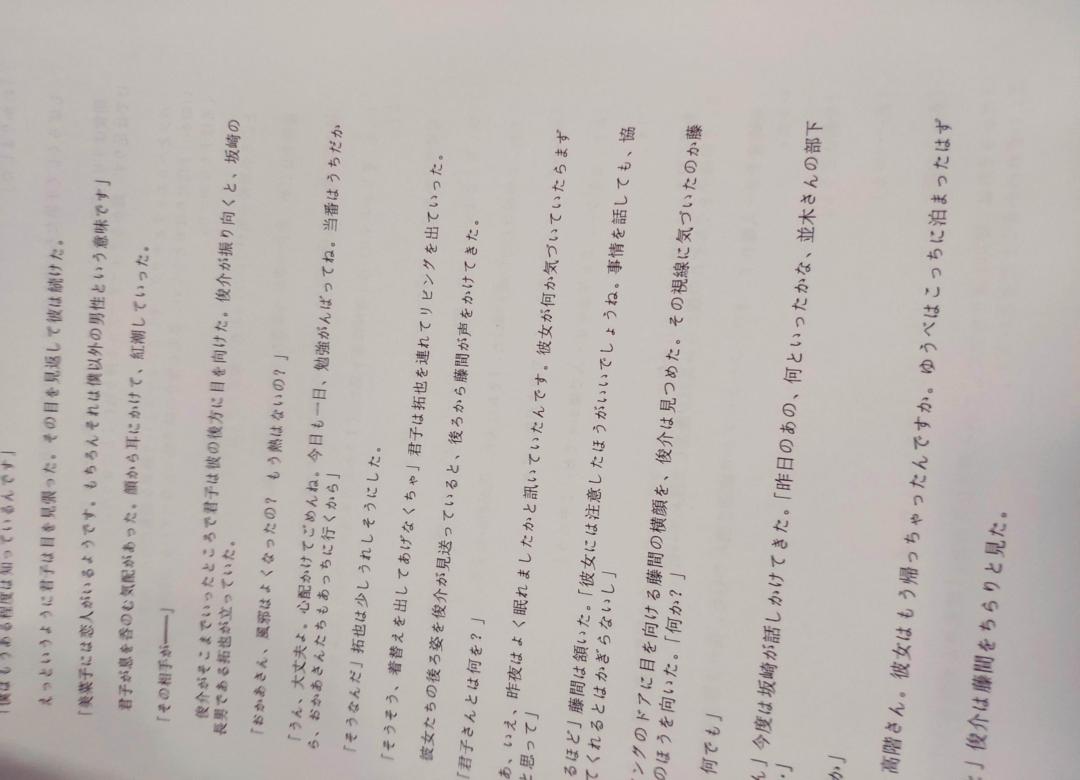 「僕はもうある程度は知っているんです」
えっというように君子は目を見張った。その目を見返して彼は続けた。
「美菜子には恋人がいるようです。もちろんそれは僕以外の男性という意味です」
君子が息を呑む気配があった。顔から耳にかけて、紅潮していった。
「その相手が――」
俊介がそこまでいったところで君子は彼の後方に目を向けた。俊介が振り向くと、坂崎の
長男である拓也が立っていた。
「おかあさん、風邪はよくなったの？　もう熱はないの？」
「うん、大丈夫よ。心配かけてごめんね。今日も一日、勉強がんばってね。当番はうちだか
ら、おかあさんたちもあっちに行くから」
「そうなんだ」拓也は少しうれしそうにした。
「そうそう、着替えを出してあげなくちゃ」君子は拓也を連れてリビングを出ていった。
彼女たちの後ろ姿を俊介が見送っていると、後ろから藤間が声をかけてきた。
「君子さんとは何を？」
あ、いえ、昨夜はよく眠れましたかと訊いていたんです。彼女が何か気づいていたらまず
と思って」
るほど」藤間は頷いた。「彼女には注意したほうがいいでしょうね。事情を話しても、協
てくれるとはかぎらないし」
ングのドアに目を向ける藤間の横顔を、俊介は見つめた。その視線に気づいたのか藤
のほうを向いた。「何か？」
何でも」
ん」今度は坂崎が話しかけてきた。「昨日のあの、何といったかな、並木さんの部下
」
か」
高階さん。彼女はもう帰っちゃったんですか。ゆうべはこっちに泊まったはず
」俊介は藤間をちらりと見た。